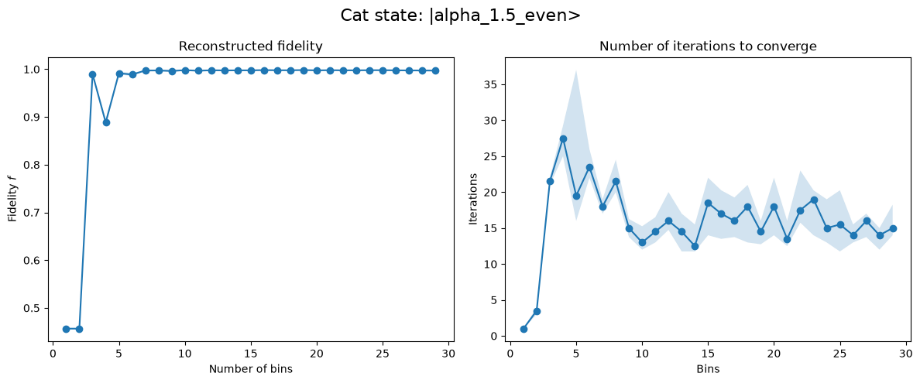 Cat state: |alpha_1.5_even>
Reconstructed fidelity
Number of iterations to converge
1.0
0.9
0.8
0.7
0.6
0.5
Fidelity f
0 5 10 15 20 25 30
Number of bins
35
30
25
20
15
10
5
0
Iterations
0 5 10 15 20 25 30
Bins